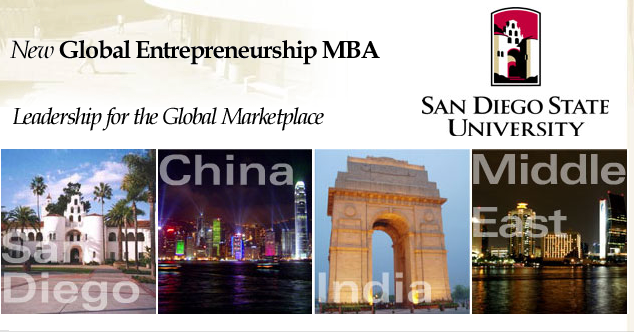 New Global Entrepreneurship MBA
Leadership for the Global Marketplace
SAN DIEGO STATE
UNIVERSITY
San
Diego
China
India
Middle
East